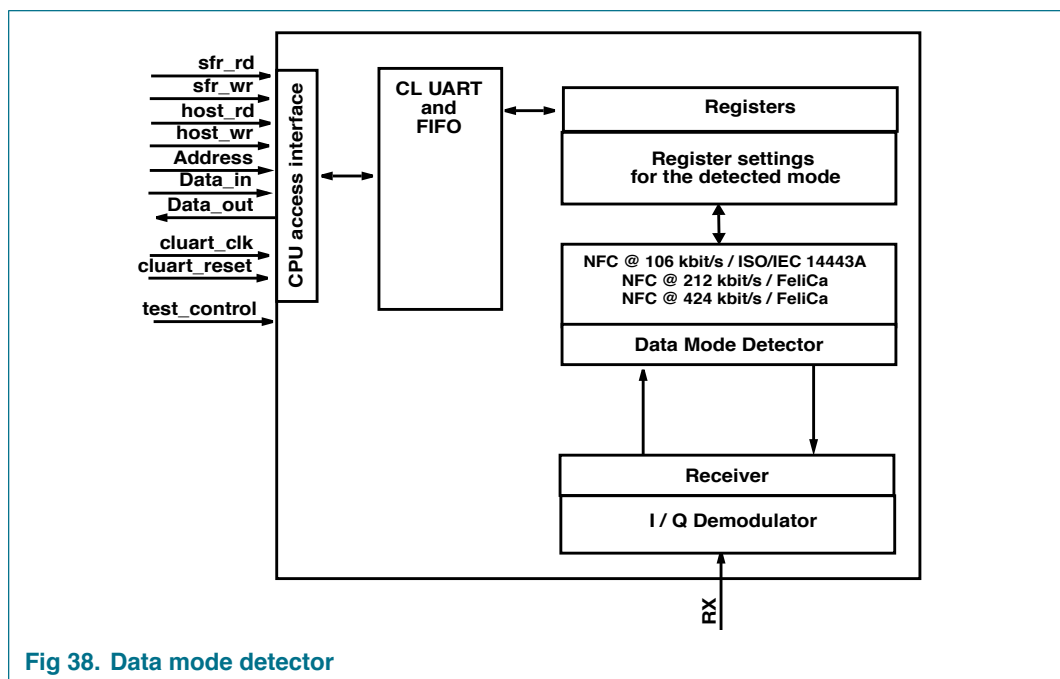 sfr_rd
sfr_wr
host_rd
host_wr
Address
Data_in
Data_out
cluart_clk
cluart_reset
test_control
CPU access interface
CL UART
and
FIFO
Registers
Register settings
for the detected mode
NFC @ 106 kbit/s / ISO/IEC 14443A
NFC @ 212 kbit/s / FeliCa
NFC @ 424 kbit/s / FeliCa
Data Mode Detector
Receiver
I / Q Demodulator
RX
Fig 38. Data mode detector